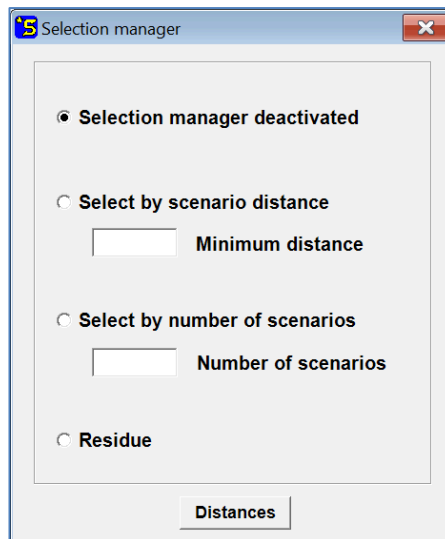 Selection manager
Selection manager deactivated
Select by scenario distance
Minimum distance
Select by number of scenarios
Number of scenarios
Residue
Distances